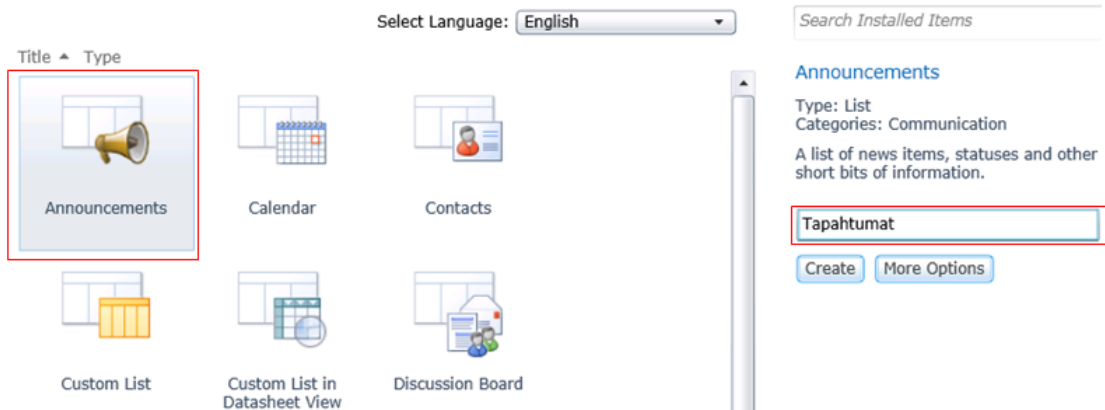 Select Language: English
Search Installed Items
Title Type
Announcements
Calendar
Contacts
Custom List
Custom List in
Datasheet View
Discussion Board
Announcements
Type: List
Categories: Communication
A list of news items, statuses and other
short bits of information.
Tapahtumat
Create
More Options